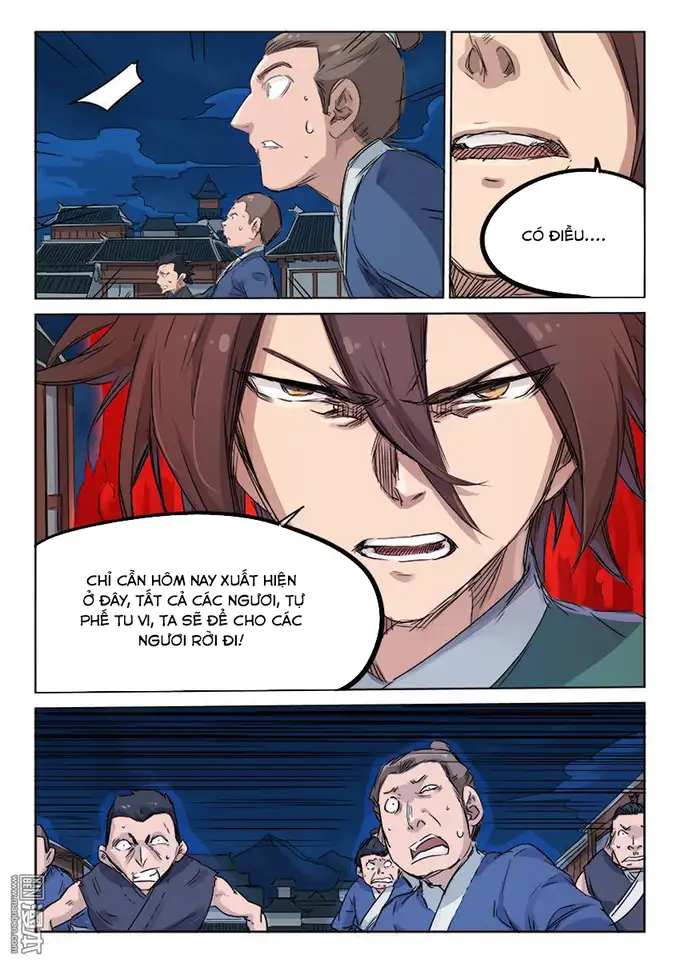 CÓ ĐIỀU....
CHỈ CẦN HÔM NAY XUẤT HIỆN
Ở ĐÂY, TẤT CẢ CÁC NGƯƠI, TỰ
PHẾ TU VI, TA SẼ ĐỂ CHO CÁC
NGƯƠI RỜI ĐI!